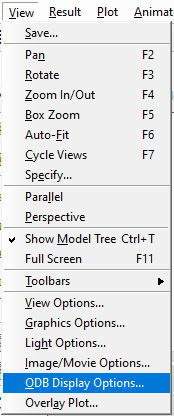 View Result Plot Animat
Save...
Pan F2
Rotate F3
Zoom In/Out F4
Box Zoom F5
Auto-Fit F6
Cycle Views F7
Specify...
Parallel
Perspective
Show Model Tree Ctrl+T
Full Screen F11
Toolbars
View Options...
Graphics Options...
Light Options...
Image/Movie Options...
ODB Display Options...
Overlay Plot...